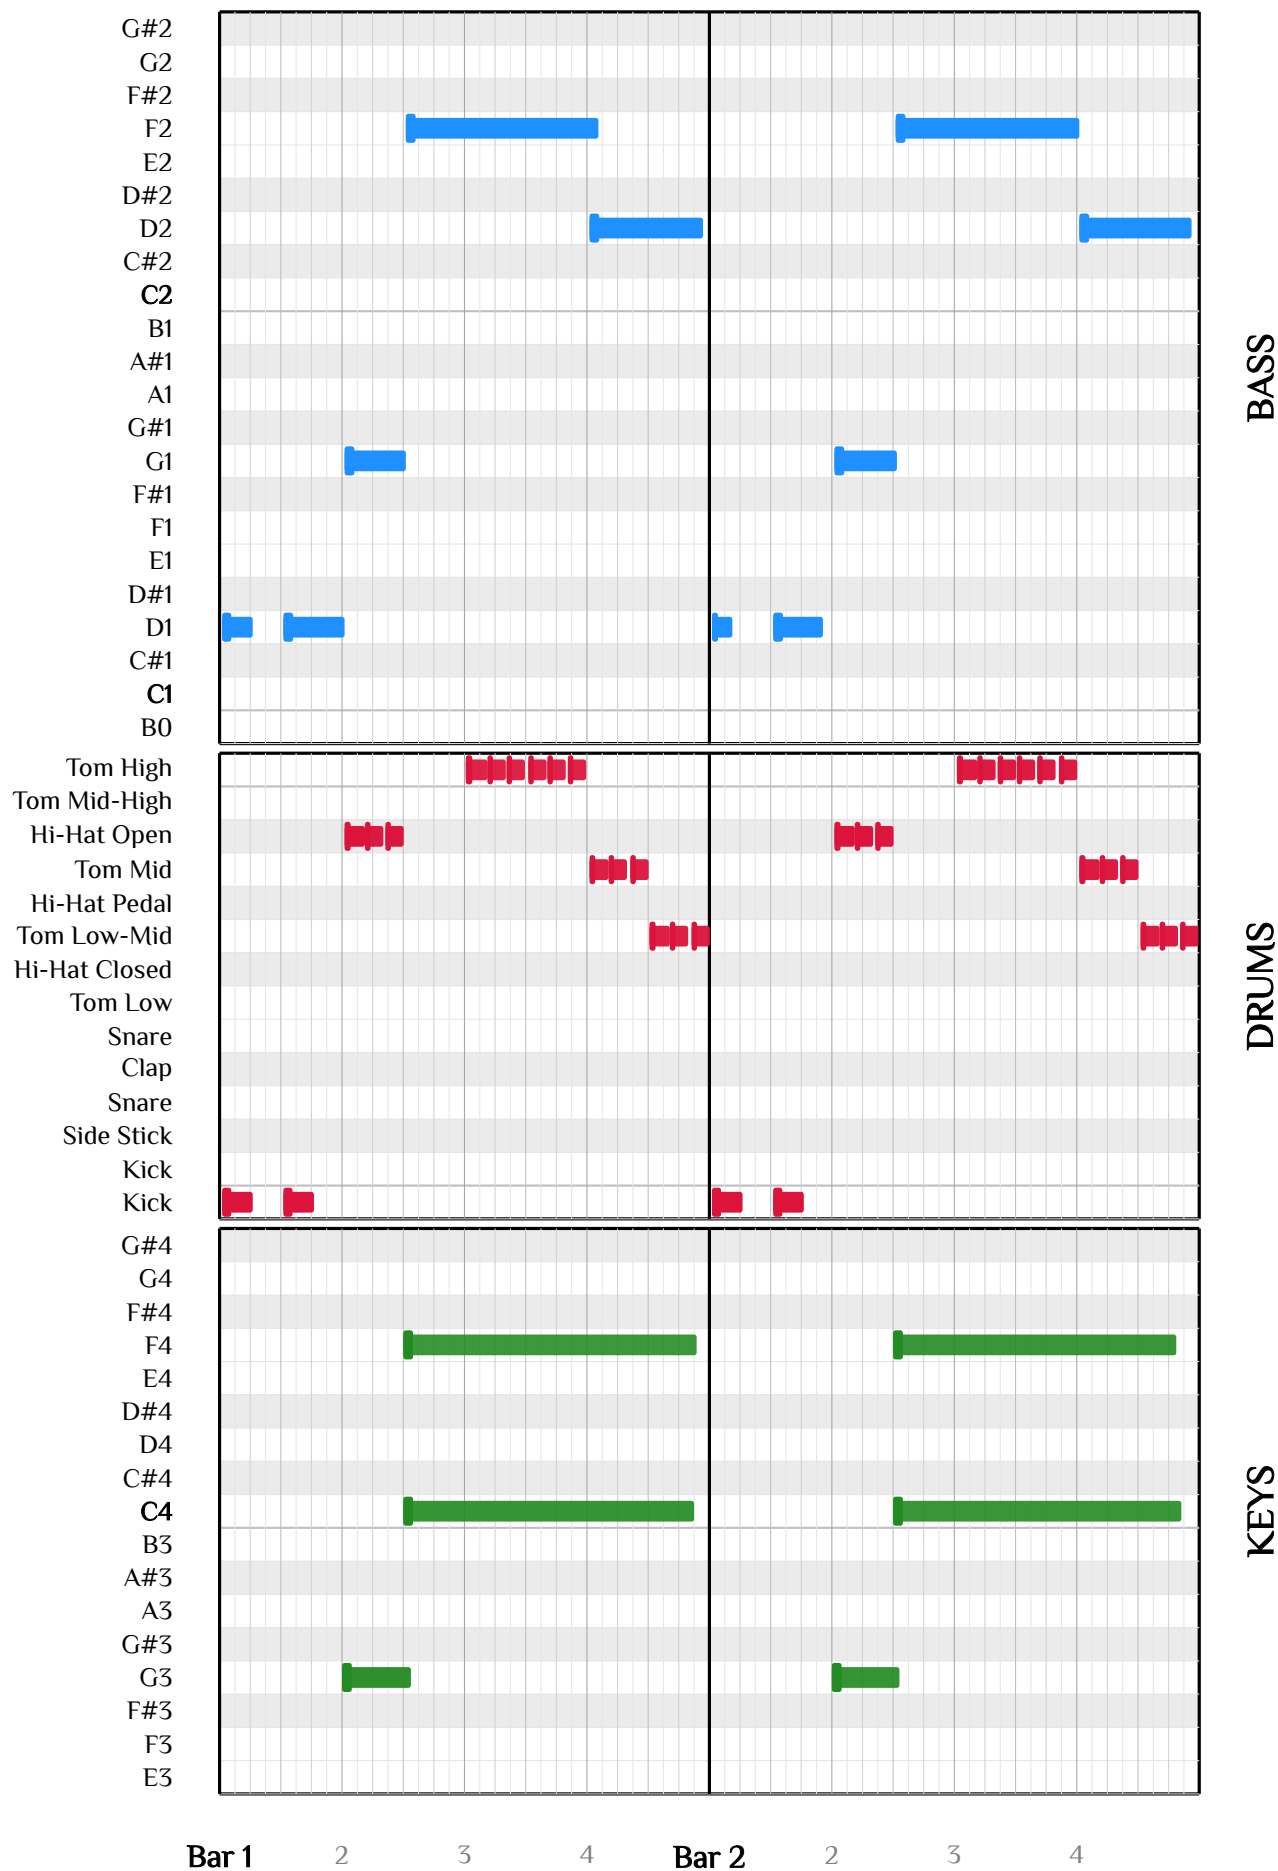 G#2
G2
F#2
F2
E2
D#2
D2
C#2
C2
B1
A#1
A1
G#1
G1
F#1
F1
E1
D#1
D1
C#1
C1
B0
BASS
Tom High
Tom Mid-High
Hi-Hat Open
Tom Mid
Hi-Hat Pedal
Tom Low-Mid
Hi-Hat Closed
Tom Low
Snare
Clap
Snare
Side Stick
Kick
Kick
DRUMS
G#4
G4
F#4
F4
E4
D#4
D4
C#4
C4
B3
A#3
A3
G#3
G3
F#3
F3
E3
KEYS
Bar 1 2 3 4 Bar 2 2 3 4